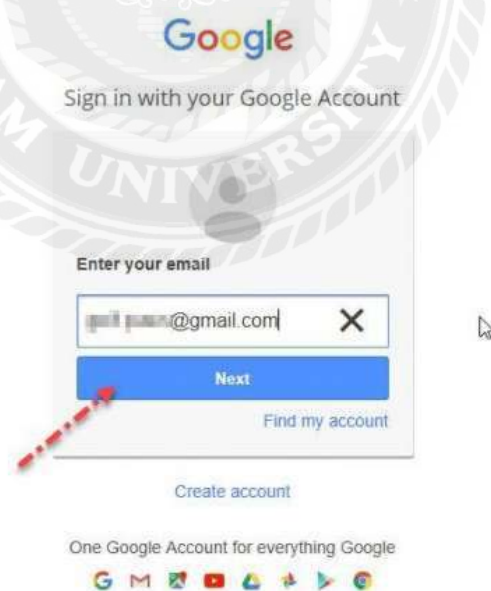 Google
Sign in with your Google Account
UNIVERS
Enter your email
@gmail.com
Next
Find my account
Create account
One Google Account for everything Google